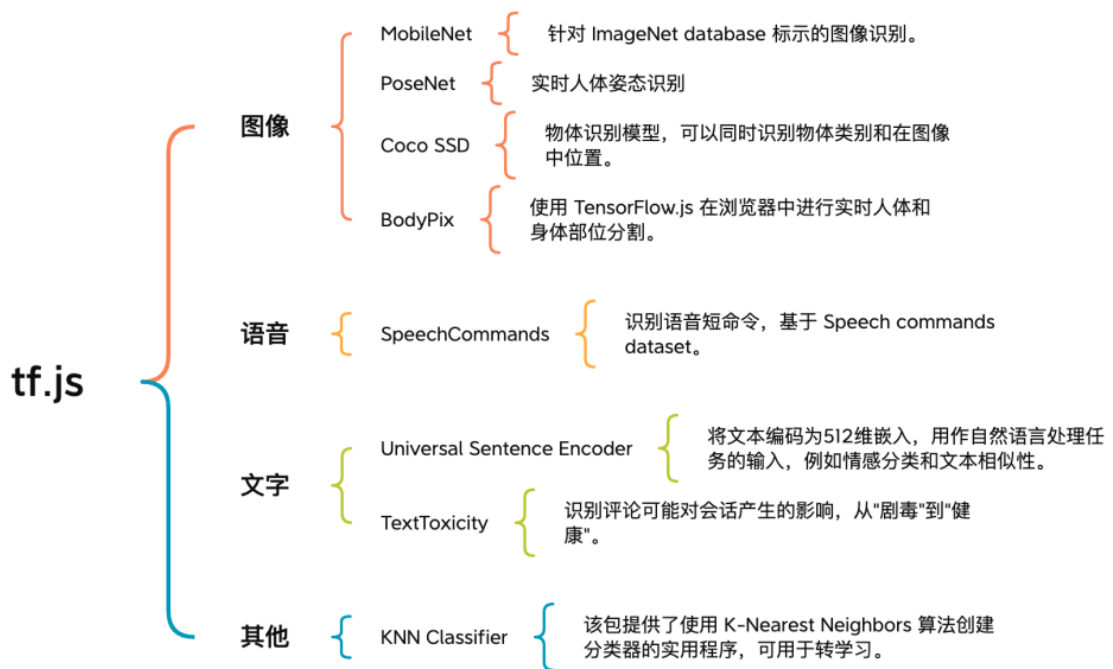 tf.js
图像
MobileNet
针对 ImageNet database 标示的图像识别。
PoseNet
实时人体姿态识别
Coco SSD
物体识别模型，可以同时识别物体类别和在图像
中位置。
BodyPix
使用 TensorFlow.js 在浏览器中进行实时人体和
身体部位分割。
语音
SpeechCommands
识别语音短命令，基于 Speech commands
dataset。
文字
Universal Sentence Encoder
将文本编码为512维嵌入，用作自然语言处理任
务的输入，例如情感分类和文本相似性。
TextToxicity
识别评论可能对会话产生的影响，从"剧毒"到"健
康"。
其他
KNN Classifier
该包提供了使用 K-Nearest Neighbors 算法创建
分类器的实用程序，可用于转学习。